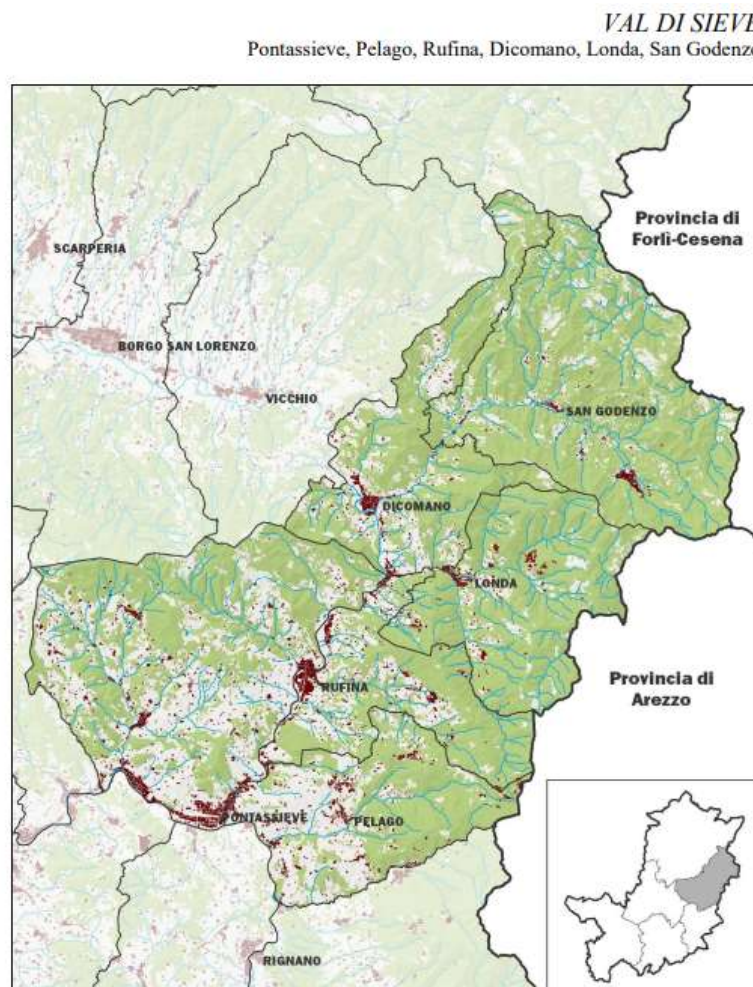 VAL DI SIEVE
Pontassieve, Pelago, Rufina, Dicomano, Londa, San Godenzo
Provincia di
Forlì-Cesena
SCARPERIA
BORGO SAN LORENZO
VICCHIO
SAN GODENZO
DICOMANO
LONDA
RUFINA
Provincia di
Arezzo
PONTASSIEVE
PELAGO
RIGNANO